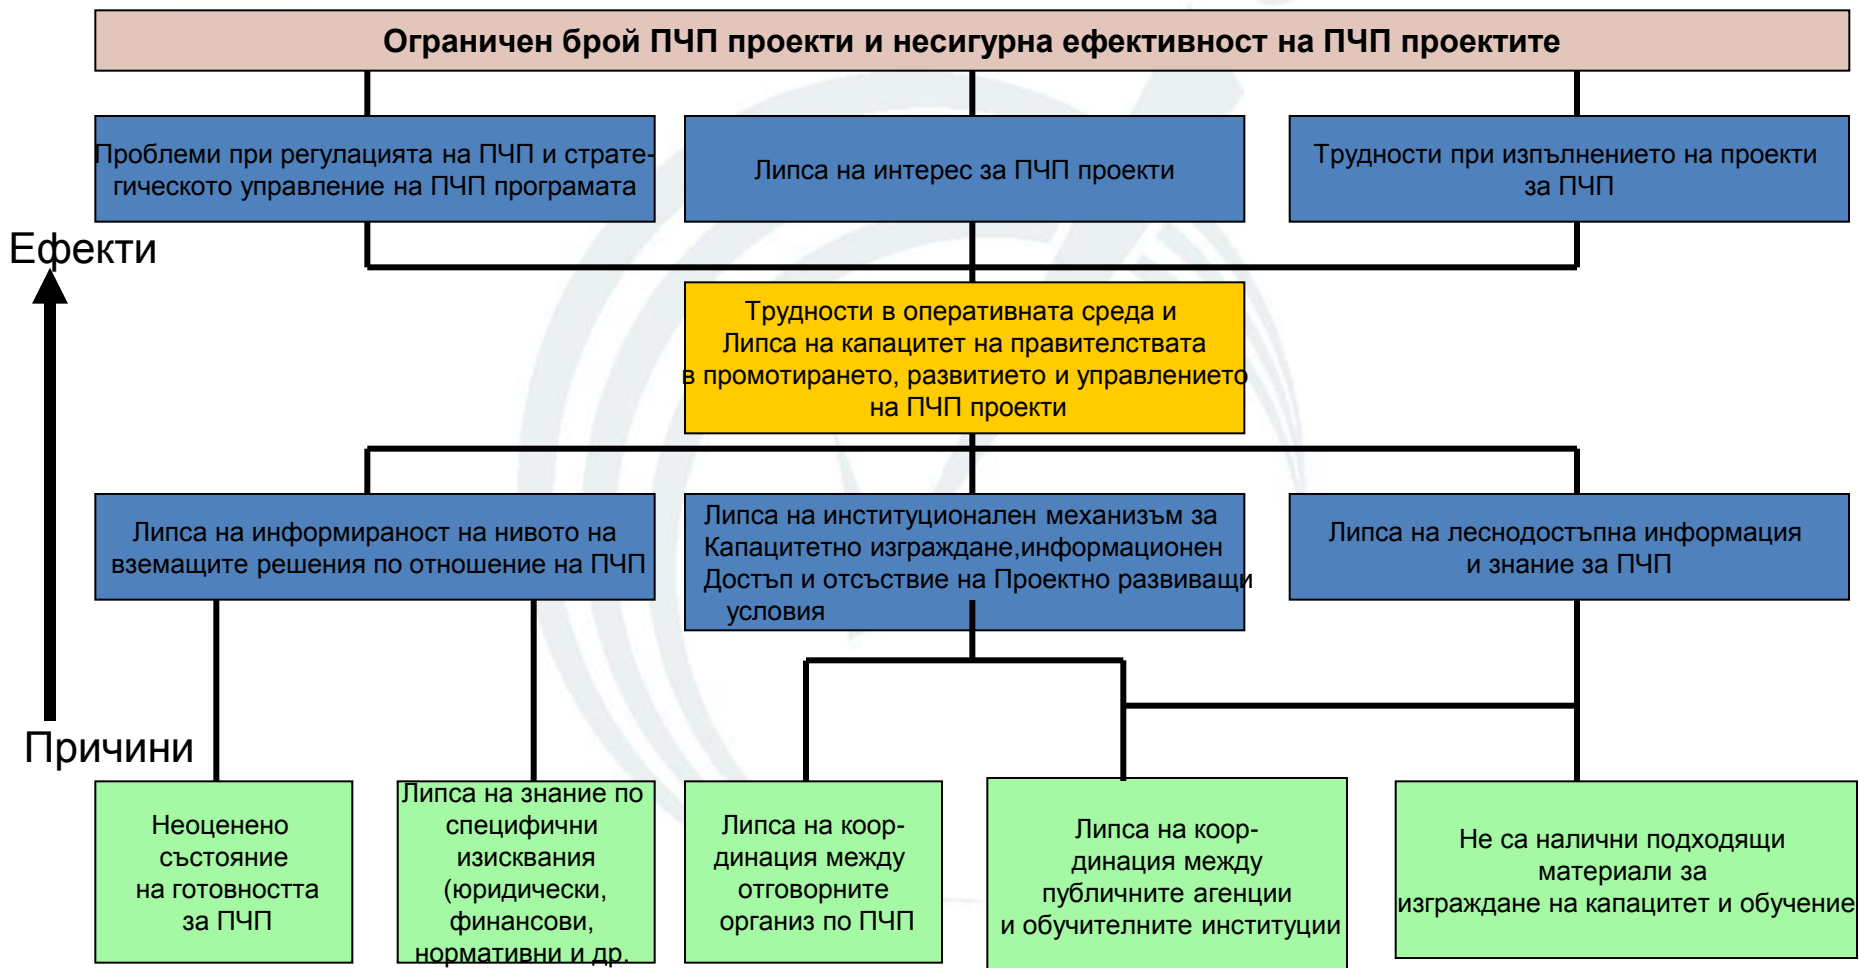 Ограничен брой ПЧП проекти и несигурна ефективност на ПЧП проектите
Проблеми при регулацията на ПЧП и страте-
гическото управление на ПЧП програмата
Липса на интерес за ПЧП проекти
Трудности при изпълнението на проекти
за ПЧП
Ефекти
Трудности в оперативната среда и
Липса на капацитет на правителствата
в промотирането, развитието и управлението
на ПЧП проекти
Липса на информираност на нивото на
вземащите решения по отношение на ПЧП
Липса на институционален механизъм за
Капацитетно изграждане,информационен
Достъп и отсъствие на Проектно развиващи
условия
Липса на леснодостъпна информация
и знание за ПЧП
Причини
Неоценено
състояние
на готовността
за ПЧП
Липса на знание по
специфични
изисквания
(юридически,
финансови,
нормативни и др.
Липса на коор-
динация между
отговорните
организ по ПЧП
Липса на коор-
динация между
публичните агенции
и обучителните институции
Не са налични подходящи
материали за
изграждане на капацитет и обучение